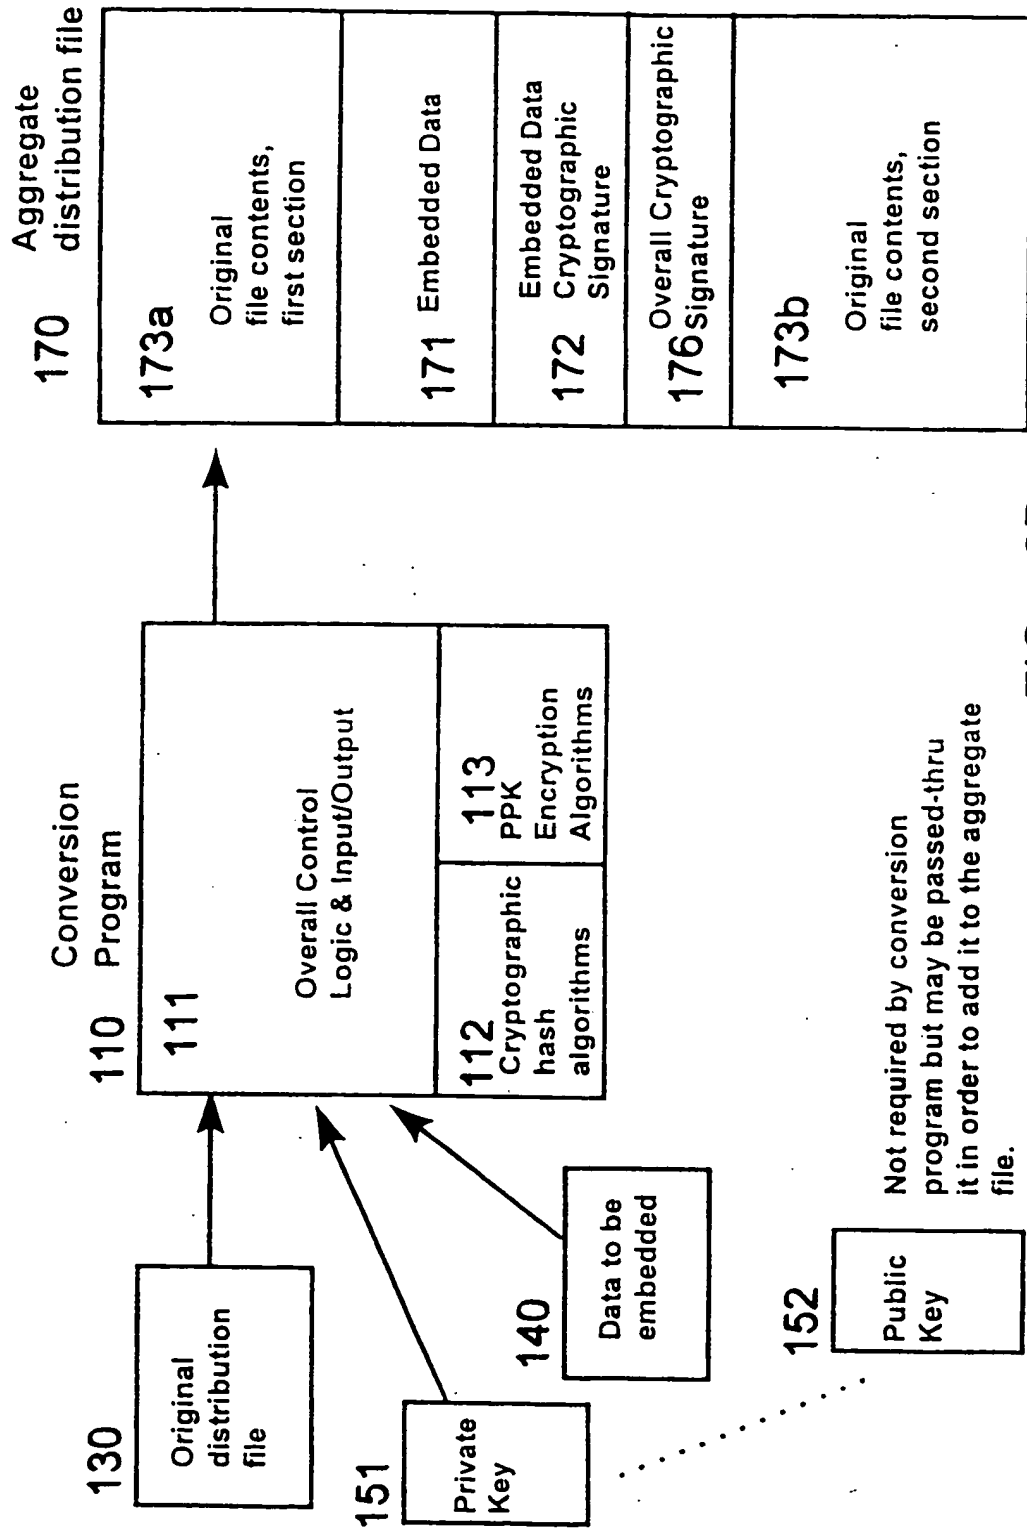 130
Original
distribution
file
151
Private
Key
140
Data to be
embedded
152
Public
Key
Not required by conversion
program but may be passed-thru
it in order to add it to the aggregate
file.
Conversion
110 Program
111
Overall Control
Logic & Input/Output
112
Cryptographic
hash
algorithms
113
PPK
Encryption
Algorithms
Aggregate
170 distribution file
173a
Original
file contents,
first section
171 Embedded Data
Embedded Data
Cryptographic
172 Signature
Overall Cryptographic
176 Signature
173b
Original
file contents,
second section